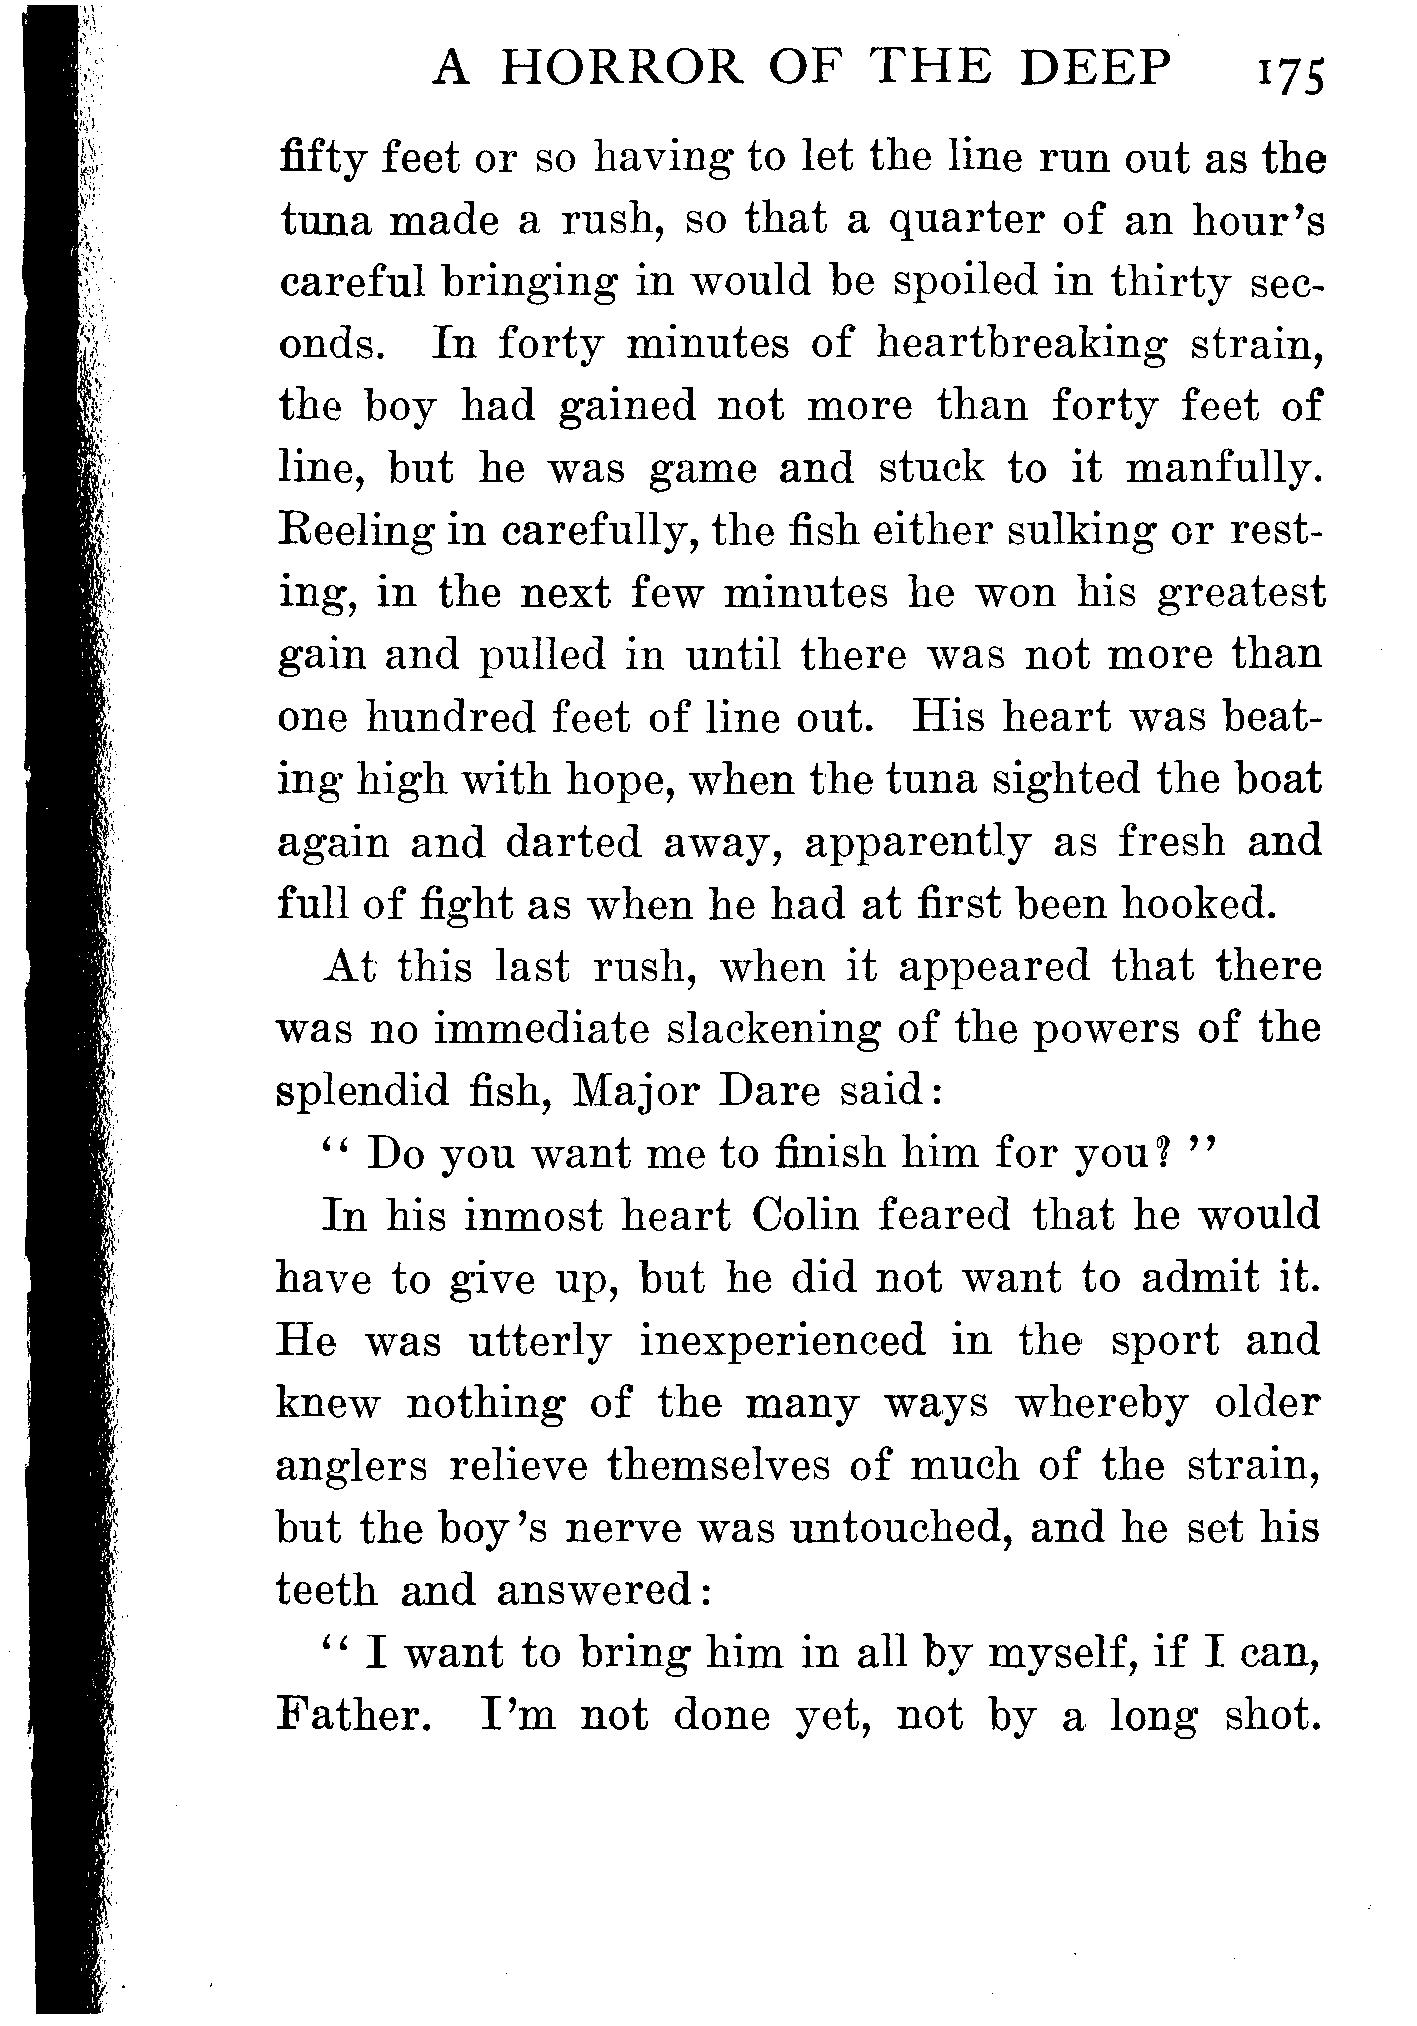 A HORROR OF THE DEEP 175
fifty feet or so having to let the line run out as the
tuna made a rush, so that a quarter of an hour's
careful bringing in would be spoiled in thirty sec-
onds. In forty minutes of heartbreaking strain,
the boy had gained not more than forty feet of
line, but he was game and stuck to it manfully.
Reeling in carefully, the fish either sulking or rest-
ing, in the next few minutes he won his greatest
gain and pulled in until there was not more than
one hundred feet of line out. His heart was beat-
ing high with hope, when the tuna sighted the boat
again and darted away, apparently as fresh and
full of fight as when he had at first been hooked.
At this last rush, when it appeared that there
was no immediate slackening of the powers of the
splendid fish, Major Dare said:
“ Do you want me to finish him for you? ”
In his inmost heart Colin feared that he would
have to give up, but he did not want to admit it.
He was utterly inexperienced in the sport and
knew nothing of the many ways whereby older
anglers relieve themselves of much of the strain,
but the boy's nerve was untouched, and he set his
teeth and answered:
“ I want to bring him in all by myself, if I can,
Father. I'm not done yet, not by a long shot.